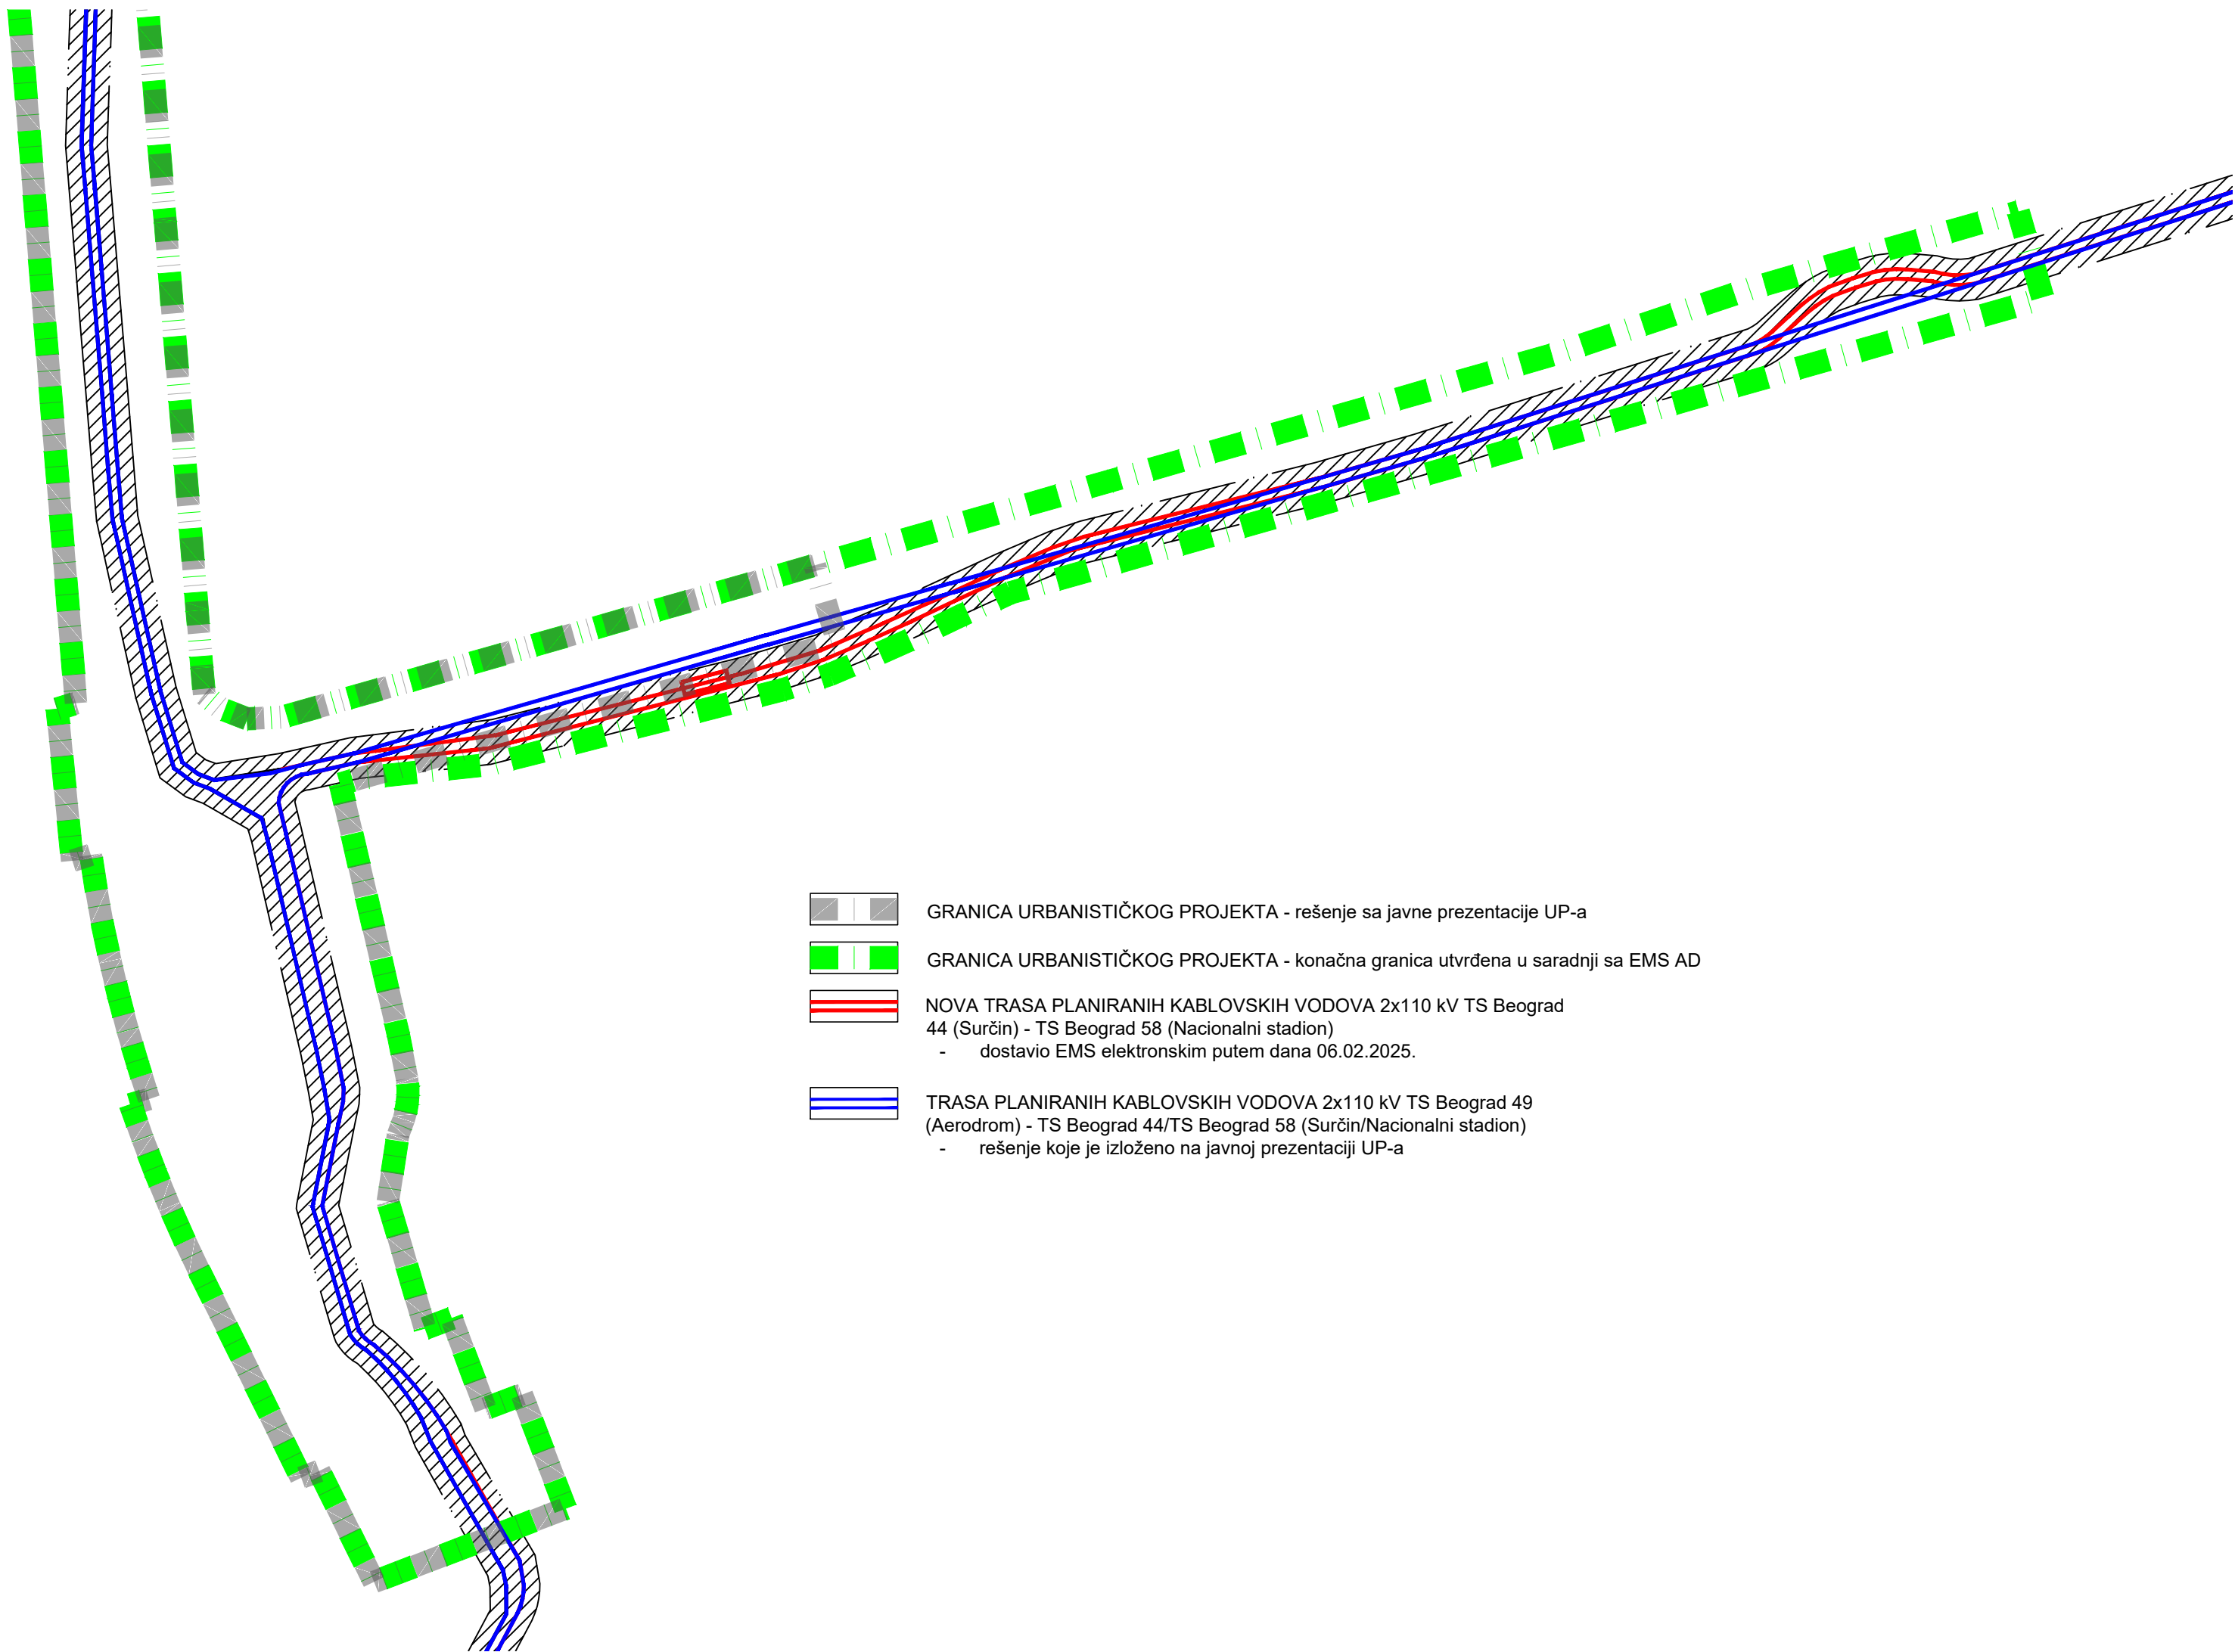 GRANICA URBANISTIČKOG PROJEKTA - rešenje sa javne prezentacije UP-a
GRANICA URBANISTIČKOG PROJEKTA - konačna granica utvrđena u saradnji sa EMS AD
NOVA TRASA PLANIRANIH KABLOVSKIH VODOVA 2x110 kV TS Beograd
44 (Surčin) - TS Beograd 58 (Nacionalni stadion)
- dostavio EMS elektronskim putem dana 06.02.2025.
TRASA PLANIRANIH KABLOVSKIH VODOVA 2x110 kV TS Beograd 49
(Aerodrom) - TS Beograd 44/TS Beograd 58 (Surčin/Nacionalni stadion)
- rešenje koje je izloženo na javnoj prezentaciji UP-a